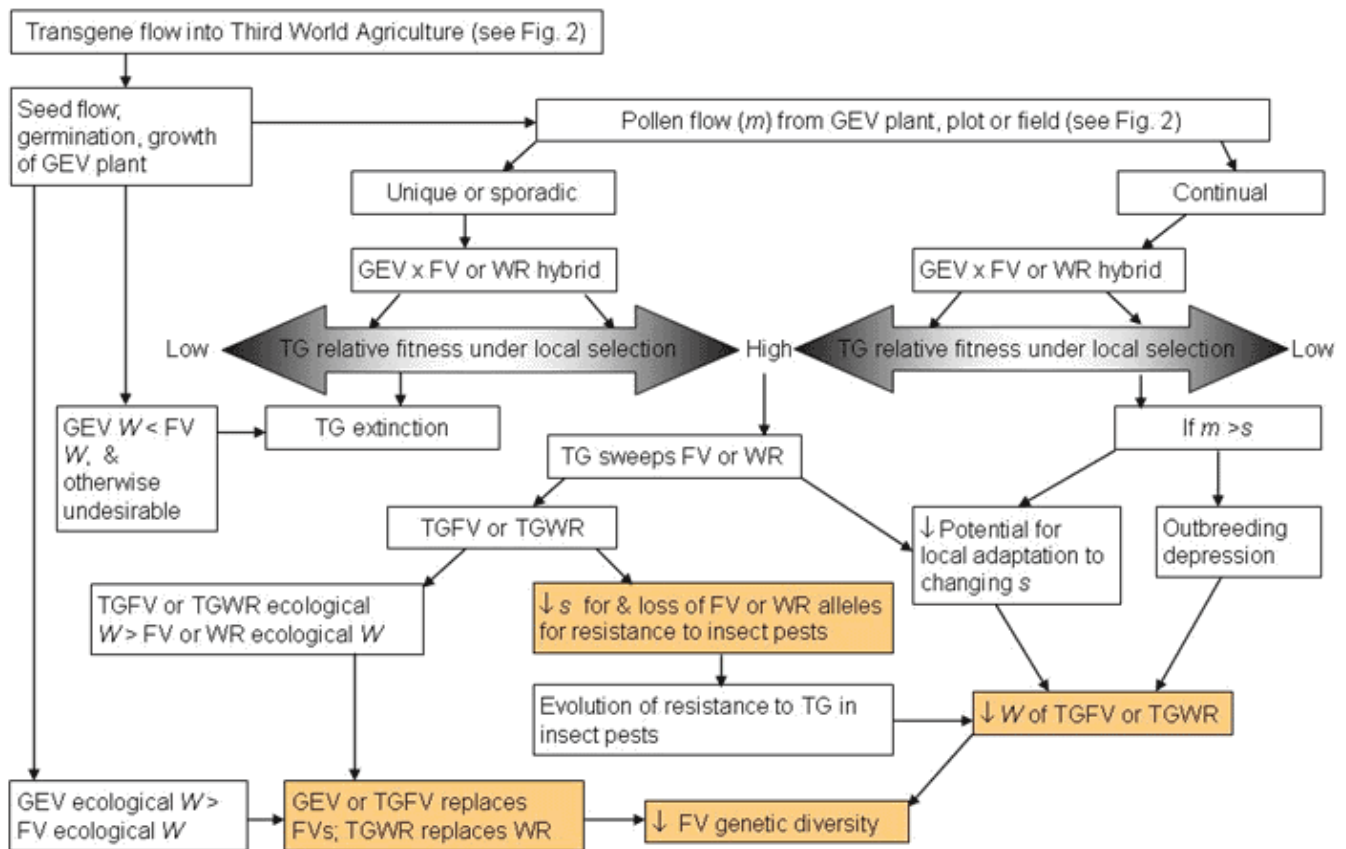 Transgene flow into Third World Agriculture (see Fig. 2)
Seed flow;
germination, growth
of GEV plant
Pollen flow (m) from GEV plant, plot or field (see Fig. 2)
Unique or sporadic
Continual
GEV x FV or WR hybrid
GEV x FV or WR hybrid
Low
TG relative fitness under local selection
High
TG relative fitness under local selection
Low
GEV W < FV
W, &
otherwise
undesirable
TG extinction
If m >s
TG sweeps FV or WR
TGFV or TGWR
↓ Potential for
local adaptation to
changing s
Outbreeding
depression
TGFV or TGWR ecological
W > FV or WR ecological W
↓ s for & loss of FV or WR alleles
for resistance to insect pests
Evolution of resistance to TG in
insect pests
↓ W of TGFV or TGWR
GEV ecological W >
FV ecological W
GEV or TGFV replaces
FVs; TGWR replaces WR
↓ FV genetic diversity